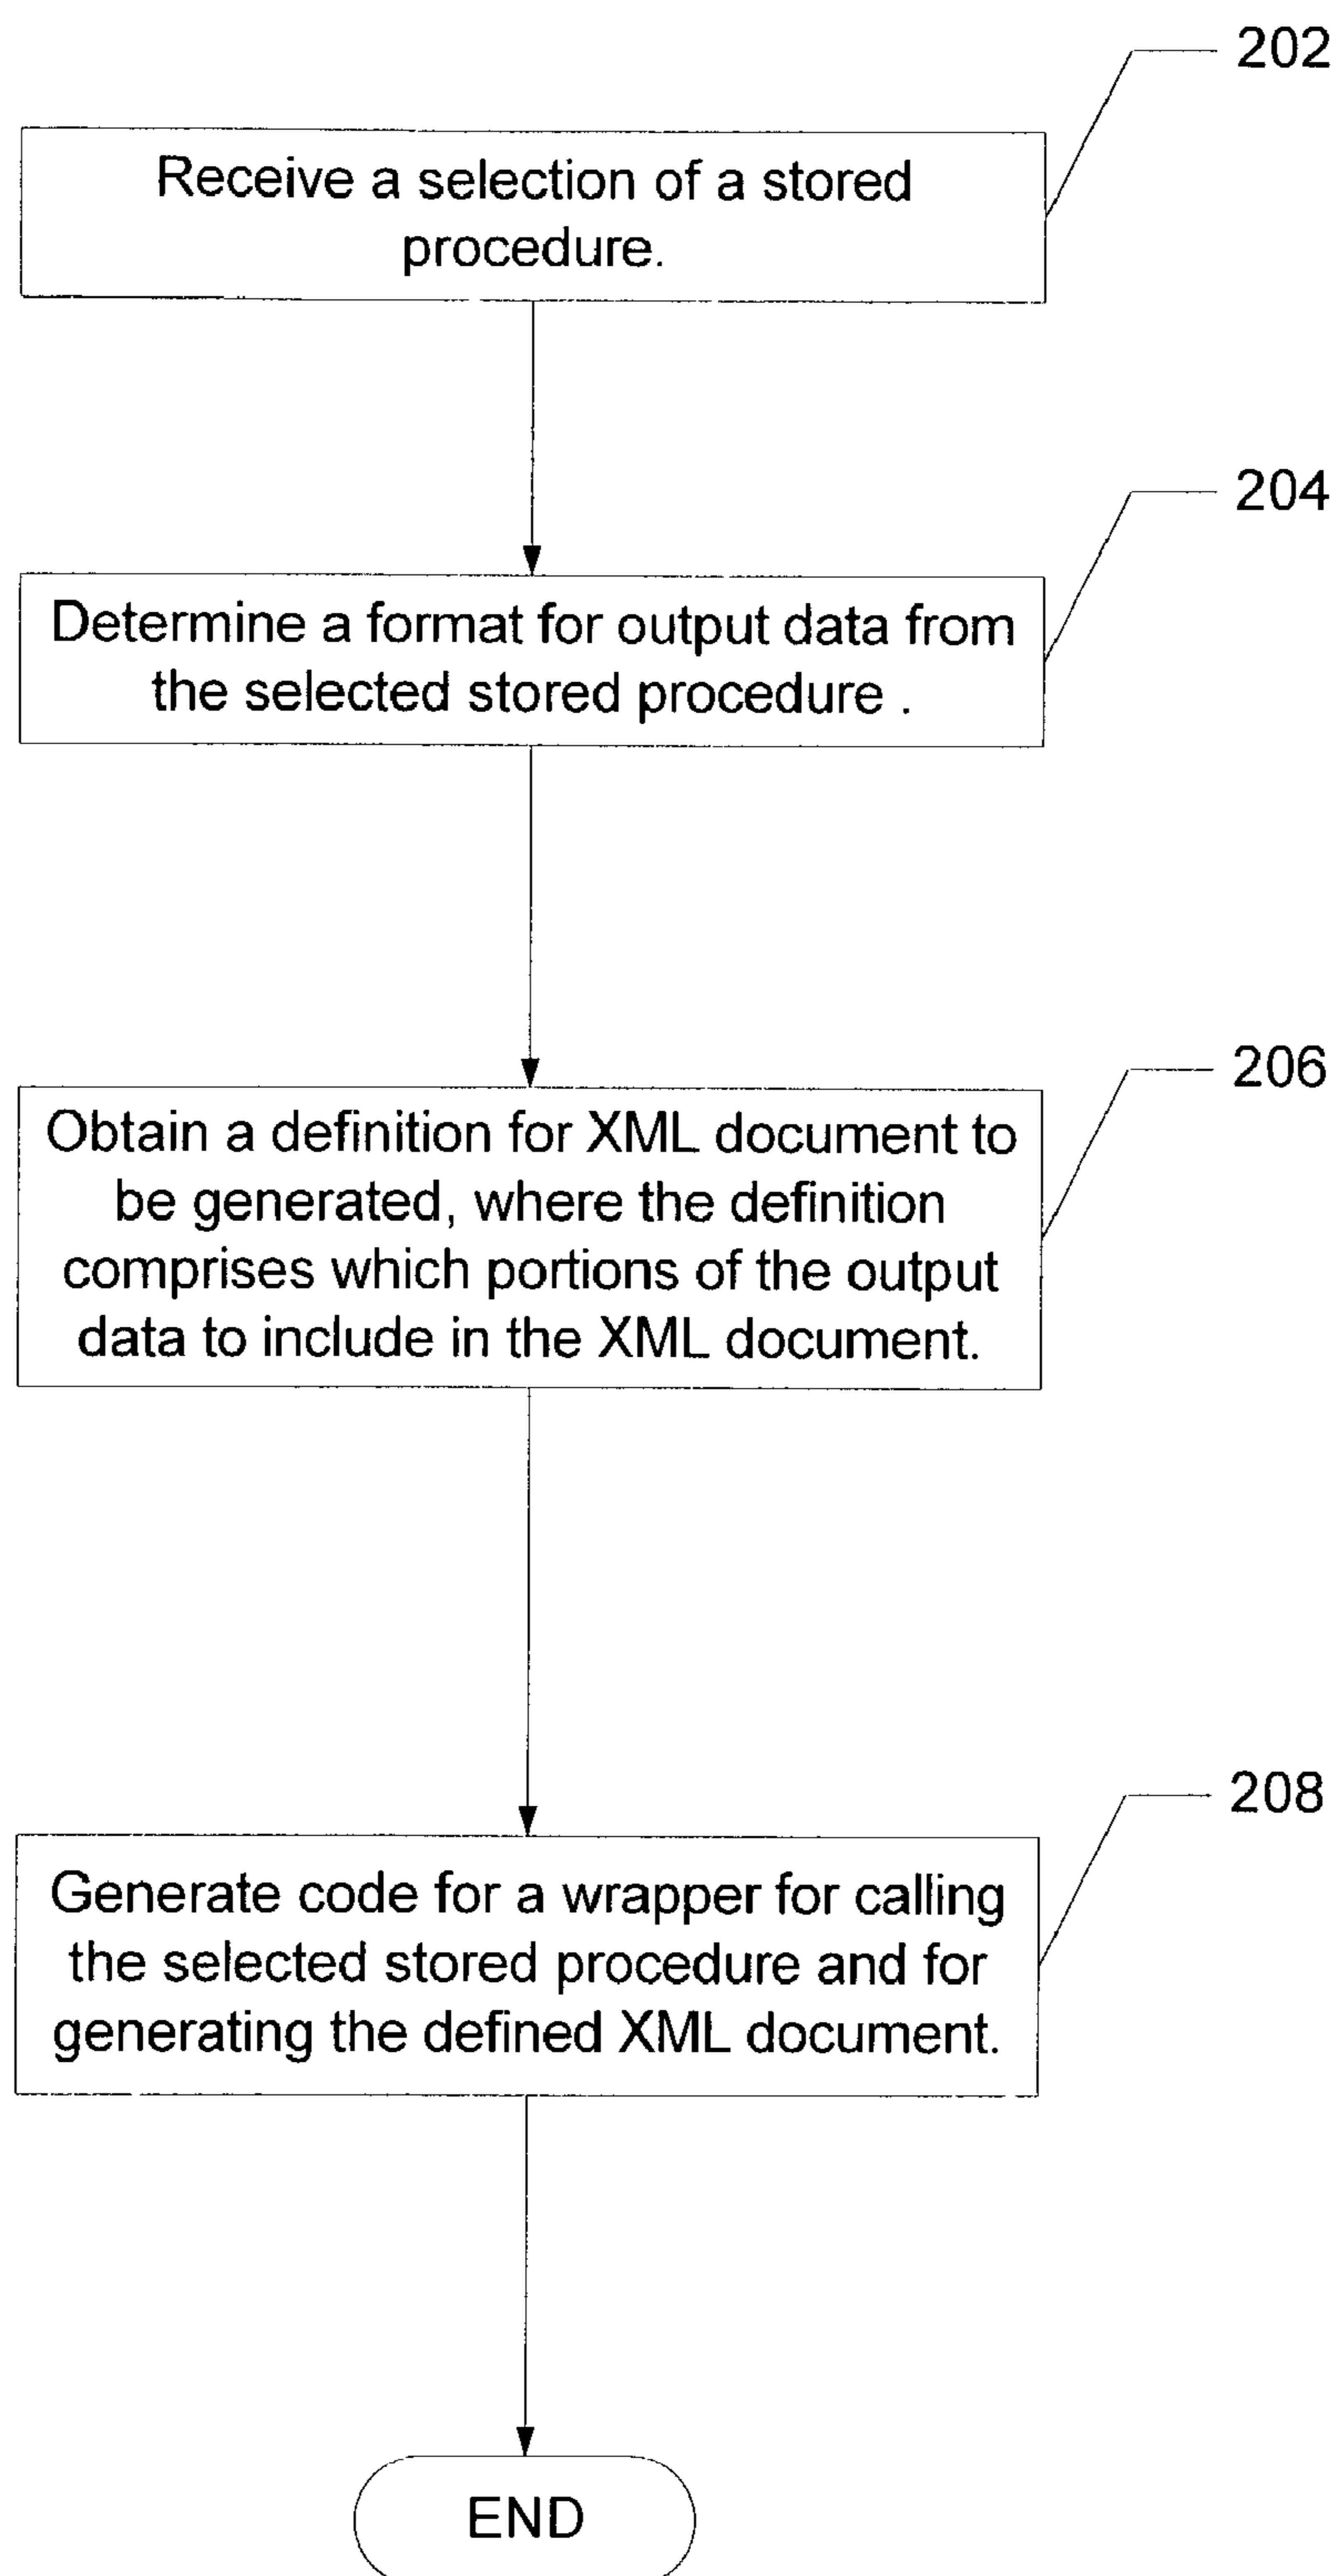 202
Receive a selection of a stored
procedure.
204
Determine a format for output data from
the selected stored procedure .
206
Obtain a definition for XML document to
be generated, where the definition
comprises which portions of the output
data to include in the XML document.
208
Generate code for a wrapper for calling
the selected stored procedure and for
generating the defined XML document.
END